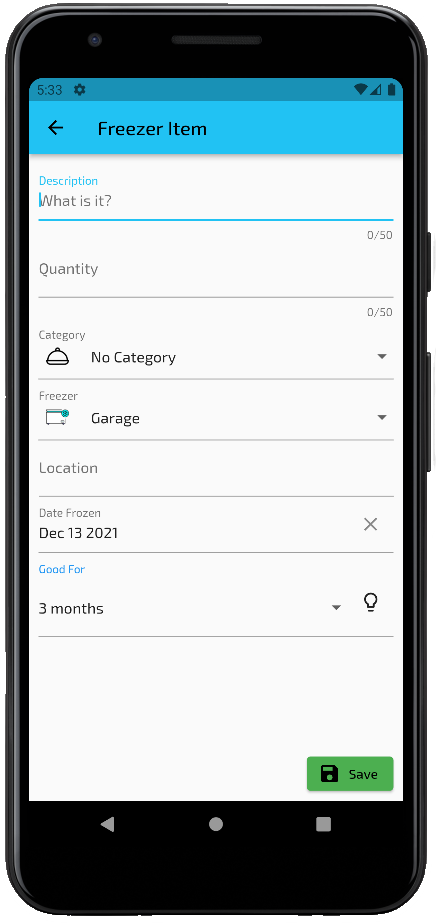 5:33
Freezer Item
Description
What is it?
0/50
Quantity
0/50
Category
No Category
Freezer
Garage
Location
Date Frozen
Dec 13 2021
Good For
3 months
Save